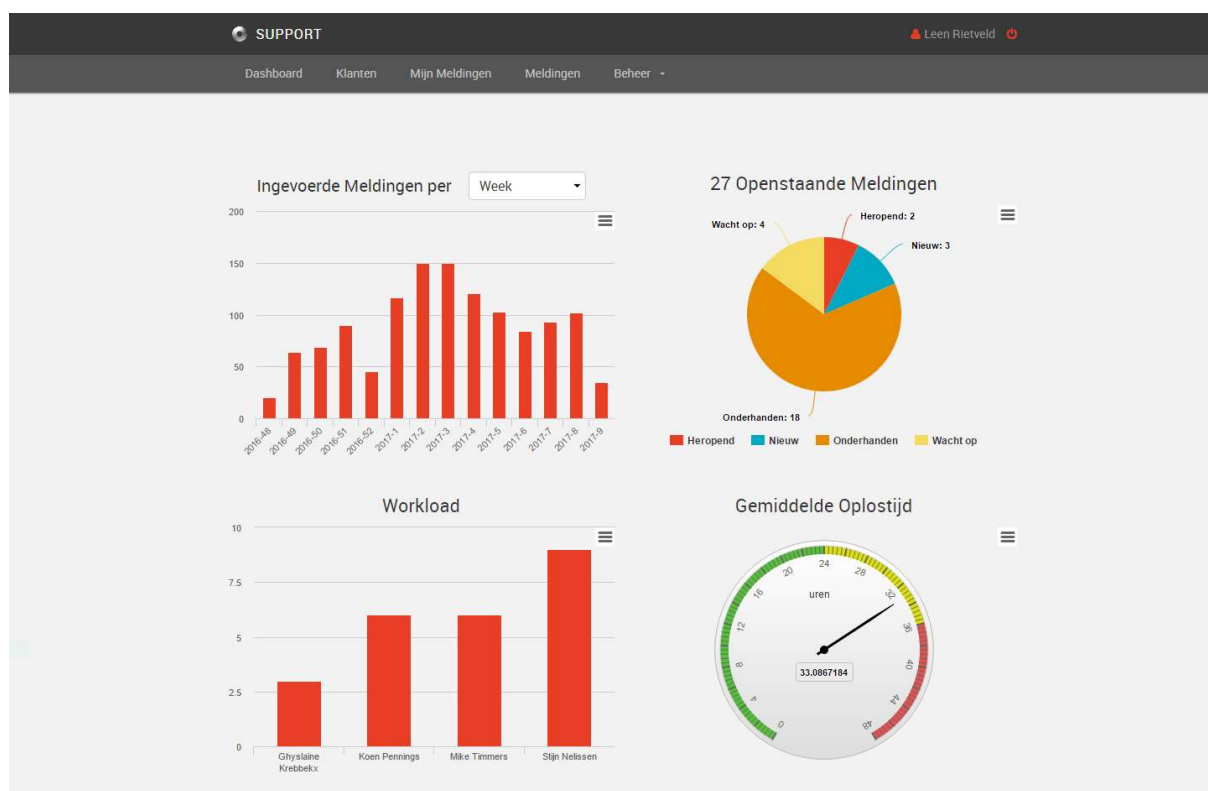 SUPPORT
Leen Rietveld
Dashboard Klanten Mijn Meldingen Meldingen Beheer
Ingevoerde Meldingen per Week
200
150
100
50
0
2016-48 2016-49 2016-50 2016-51 2016-52 2017-1 2017-2 2017-3 2017-4 2017-5 2017-6 2017-7 2017-8 2017-9
27 Openstaande Meldingen
Wacht op: 4
Heropend: 2
Nieuw: 3
Onderhanden: 18
Heropend Nieuw Onderhanden Wacht op
Workload
10
7.5
5
2.5
0
Ghyslaine Krebbekx
Koen Pennings
Mike Timmers
Stijn Nelissen
Gemiddelde Oplostijd
0 4 8 12 16 20 24 28 32 36 40 44 48
uren
33.0867184